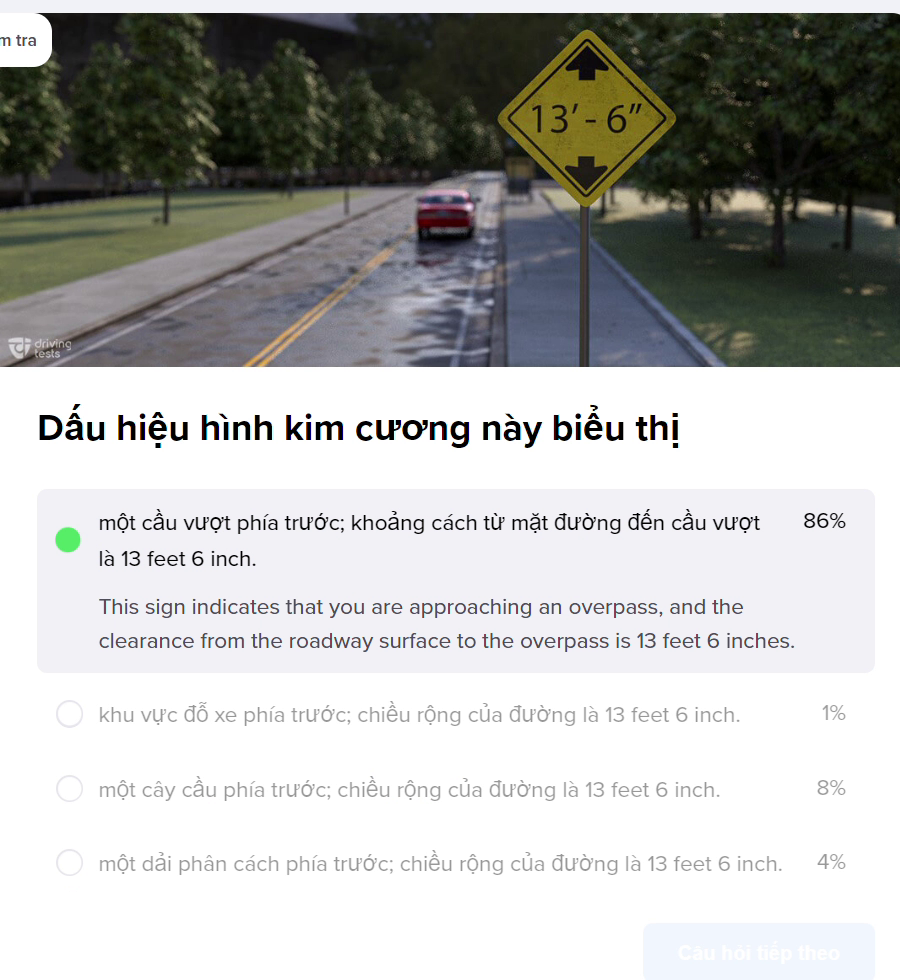 m tra
13′ - 6″
driving
tests
Dấu hiệu hình kim cương này biểu thị
một cầu vượt phía trước; khoảng cách từ mặt đường đến cầu vượt 86%
là 13 feet 6 inch.
This sign indicates that you are approaching an overpass, and the
clearance from the roadway surface to the overpass is 13 feet 6 inches.
khu vực đỗ xe phía trước; chiều rộng của đường là 13 feet 6 inch. 1%
một cây cầu phía trước; chiều rộng của đường là 13 feet 6 inch. 8%
một dải phân cách phía trước; chiều rộng của đường là 13 feet 6 inch. 4%
Câu hỏi tiếp theo